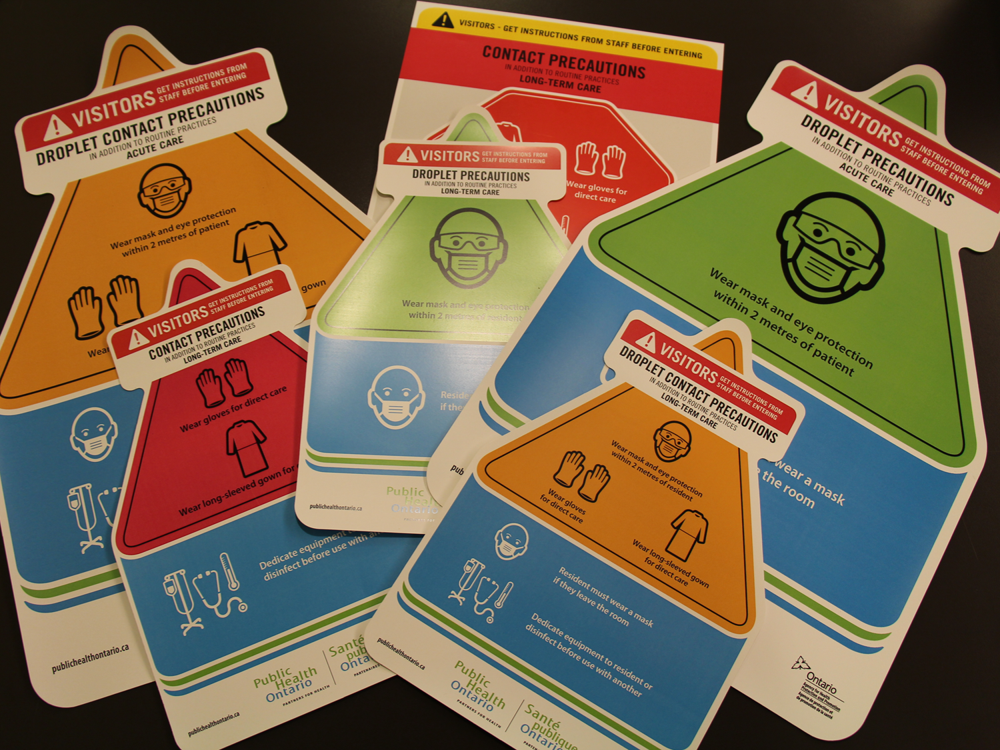 VISITORS GET INSTRUCTIONS FROM
STAFF BEFORE ENTERING
DROPLET CONTACT PRECAUTIONS
IN ADDITION TO ROUTINE PRACTICES
ACUTE CARE
Wear mask and eye protection
within 2 metres of patient
gown
Wear
publichealthontario.ca
VISITORS - GET INSTRUCTIONS FROM STAFF BEFORE ENTERING
CONTACT PRECAUTIONS
IN ADDITION TO ROUTINE PRACTICES
LONG-TERM CARE
Wear gloves for
direct care
VISITORS GET INSTRUCTIONS FROM
STAFF BEFORE ENTERING
DROPLET PRECAUTIONS
IN ADDITION TO ROUTINE PRACTICES
LONG-TERM CARE
Wear mask and eye protection
within 2 metres of resident
if the
publichealthontario.ca
Public
Health
Ontario
VISITORS GET INSTRUCTIONS FROM
STAFF BEFORE ENTERING
DROPLET PRECAUTIONS
IN ADDITION TO ROUTINE PRACTICES
ACUTE CARE
Wear mask and eye protection
within 2 metres of patient
wear a mask
the room
pub
Ontario
Agency for Health
Protection and Promotion
Agence de protection et
de promotion de la santé
VISITORS GET INSTRUCTIONS FROM
STAFF BEFORE ENTERING
CONTACT PRECAUTIONS
IN ADDITION TO ROUTINE PRACTICES
LONG-TERM CARE
Wear gloves for direct care
Wear long-sleeved gown for
Dedicate equipment
disinfect before use with an
Public
Health
Ontario
PARTNERS FOR HEALTH
Santé
pub
Onta
PARTENAIRES
publichealthontario.ca
VISITORS GET INSTRUCTIONS FROM
STAFF BEFORE ENTERING
DROPLET CONTACT PRECAUTIONS
IN ADDITION TO ROUTINE PRACTICES
LONG-TERM CARE
Wear mask and eye protection
within 2 metres of resident
Wear gloves
for direct care
Wear long-sleeved gown
for direct care
Resident must wear a mask
if they leave the room
Dedicate equipment to resident or
disinfect before use with another
publichealthontario.ca
Public
Health
Ontario
PARTNERS FOR HEALTH
Santé
publique
Ontario